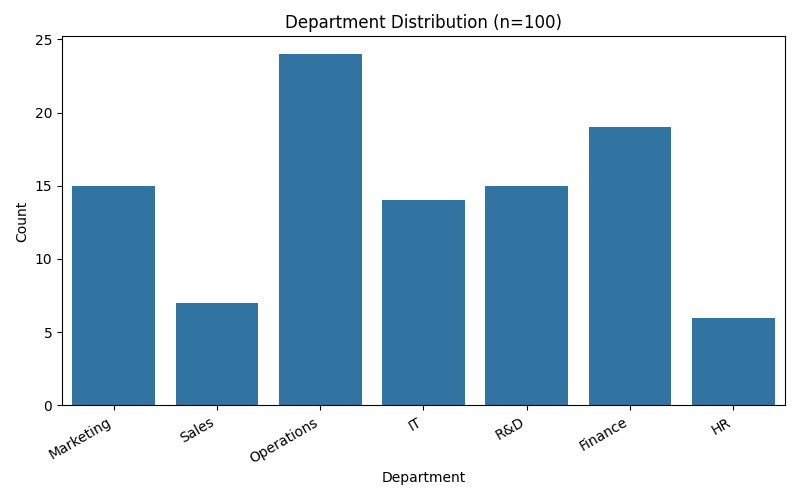 Department Distribution (n=100)
Count
25
20
15
10
5
0
Marketing
Sales
Operations
IT
R&D
Finance
HR
Department